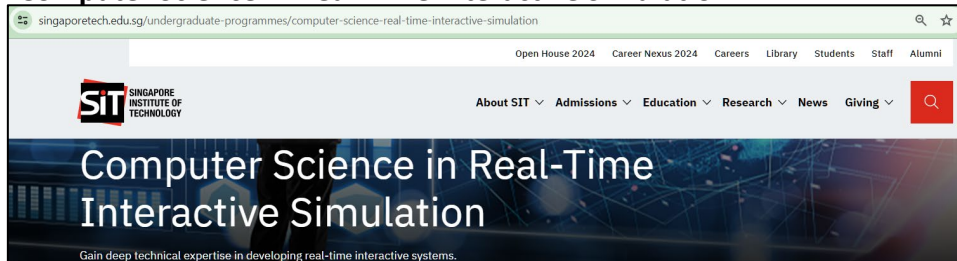 singaporetech.edu.sg/undergraduate-programmes/computer-science-real-time-interactive-simulation
Open House 2024 Career Nexus 2024 Careers Library Students Staff Alumni
SiT SINGAPORE INSTITUTE OF TECHNOLOGY
About SIT Admissions Education Research News Giving
Computer Science in Real-Time
Interactive Simulation
Gain deep technical expertise in developing real-time interactive systems.